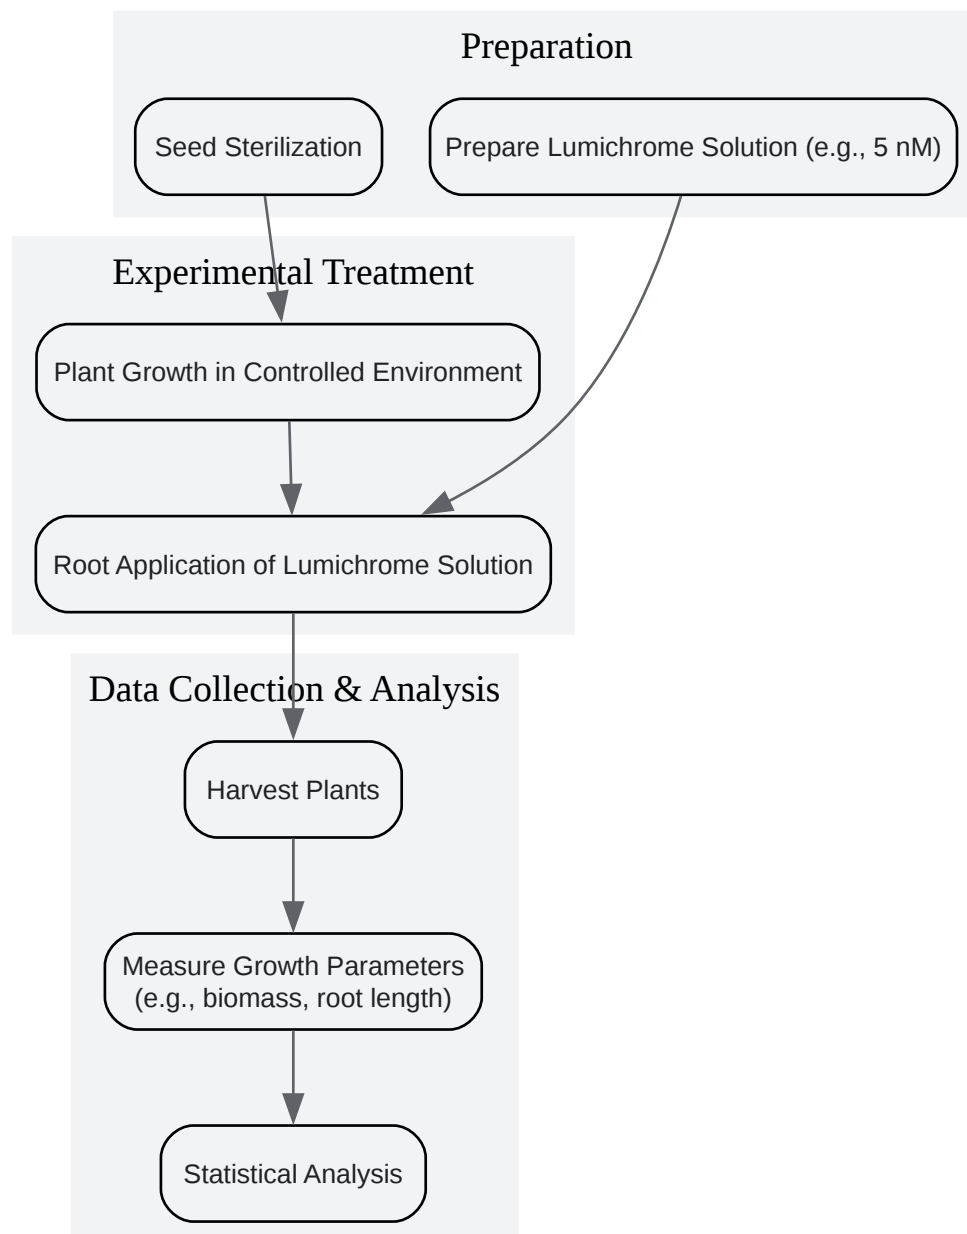 Preparation
Seed Sterilization
Prepare Lumichrome Solution (e.g., 5 nM)
Experimental Treatment
Plant Growth in Controlled Environment
Root Application of Lumichrome Solution
Data Collection & Analysis
Harvest Plants
Measure Growth Parameters
(e.g., biomass, root length)
Statistical Analysis